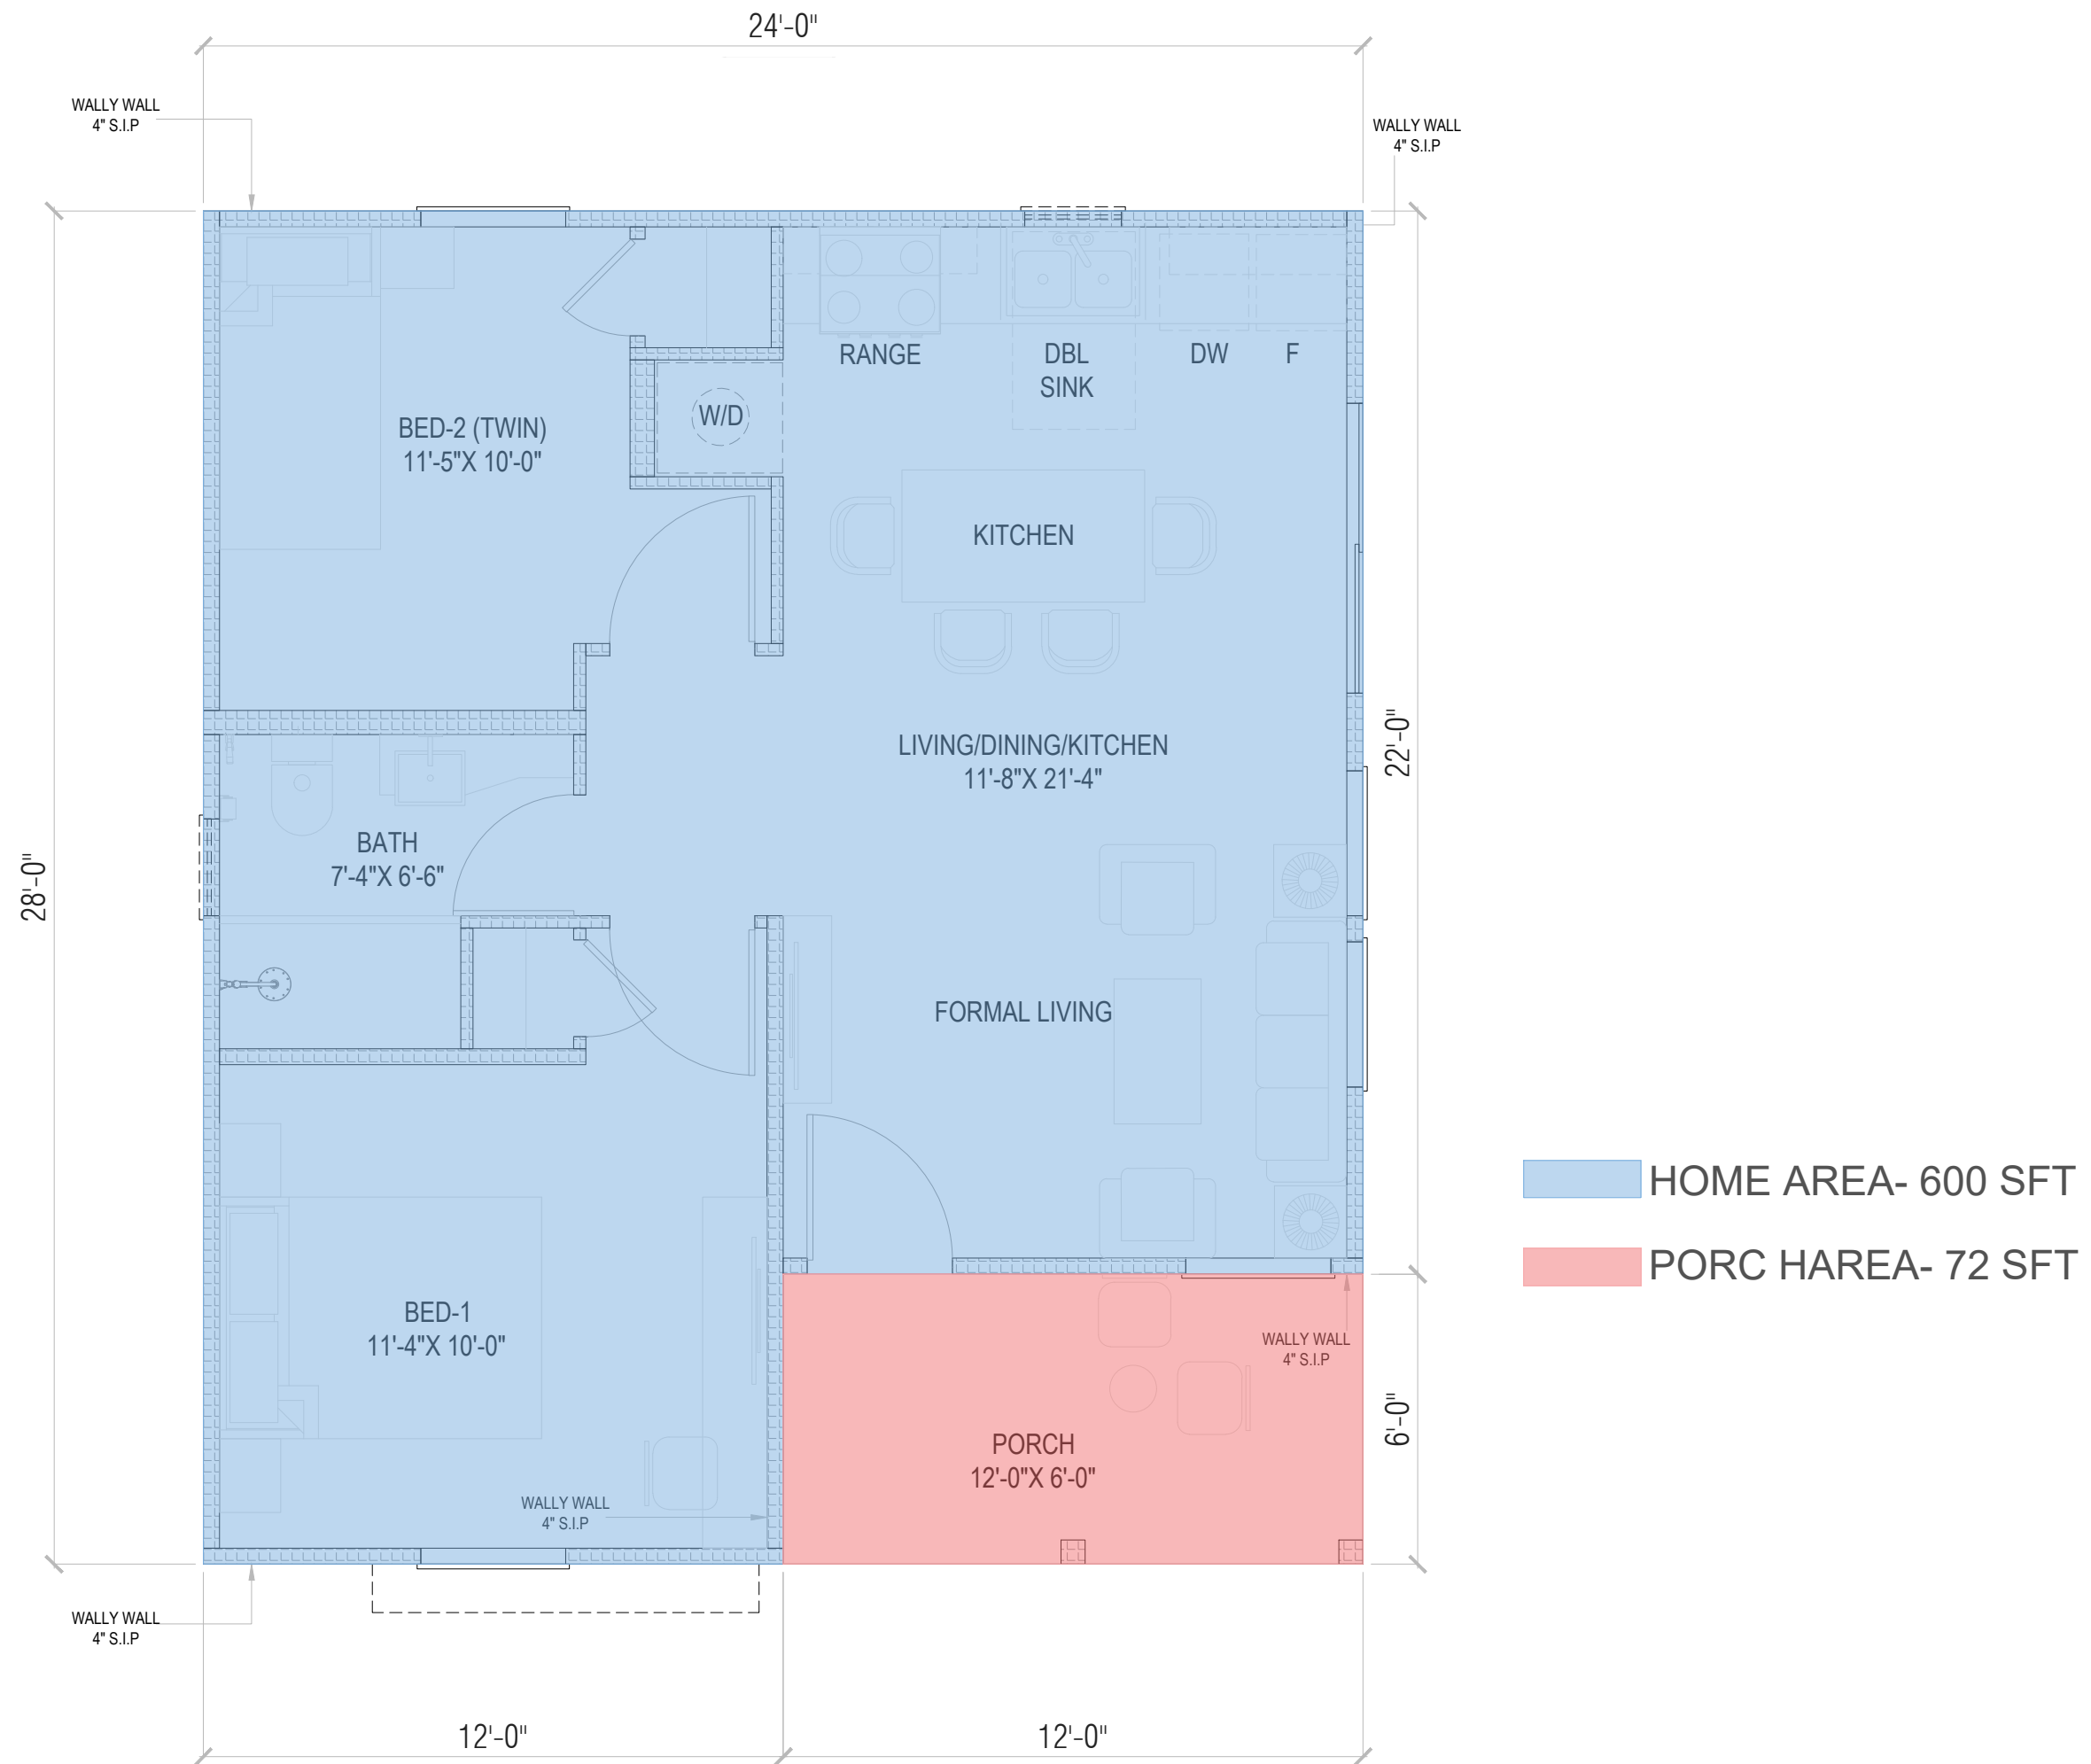 24'-0"
WALLY WALL
4" S.I.P
WALLY WALL
4" S.I.P
RANGE
DBL
SINK
DW
F
W/D
BED-2 (TWIN)
11'-5"X 10'-0"
KITCHEN
LIVING/DINING/KITCHEN
11'-8"X 21'-4"
22'-0"
BATH
7'-4"X 6'-6"
28'-0"
FORMAL LIVING
HOME AREA- 600 SFT
PORC HAREA- 72 SFT
BED-1
11'-4"X 10'-0"
WALLY WALL
4" S.I.P
6'-0"
PORCH
12'-0"X 6'-0"
WALLY WALL
4" S.I.P
WALLY WALL
4" S.I.P
12'-0"
12'-0"